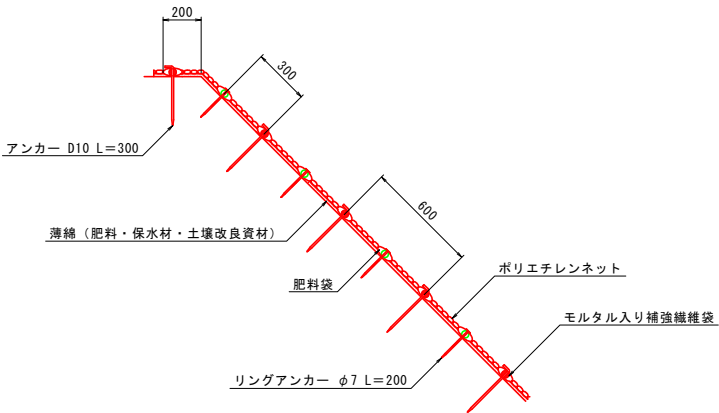 200
300
アンカー D10 L=300
600
薄綿（肥料・保水材・土壌改良資材）
肥料袋
ポリエチレンネット
モルタル入り補強繊維袋
リングアンカー φ7 L=200